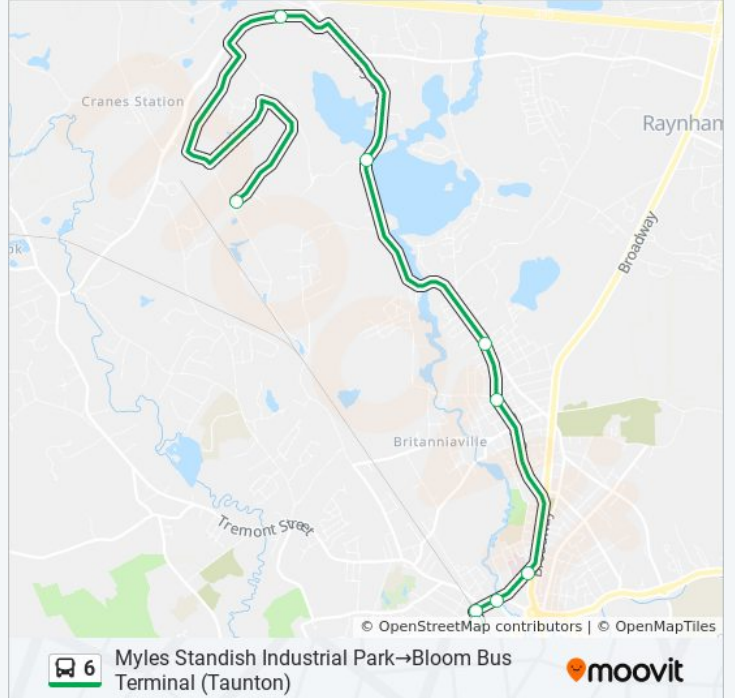 Cranes Station
Raynham
Broadway
ok
Britanniaville
Tremont Street
© OpenStreetMap contributors | © OpenMapTiles
6
Myles Standish Industrial Park→Bloom Bus
Terminal (Taunton)
moovit